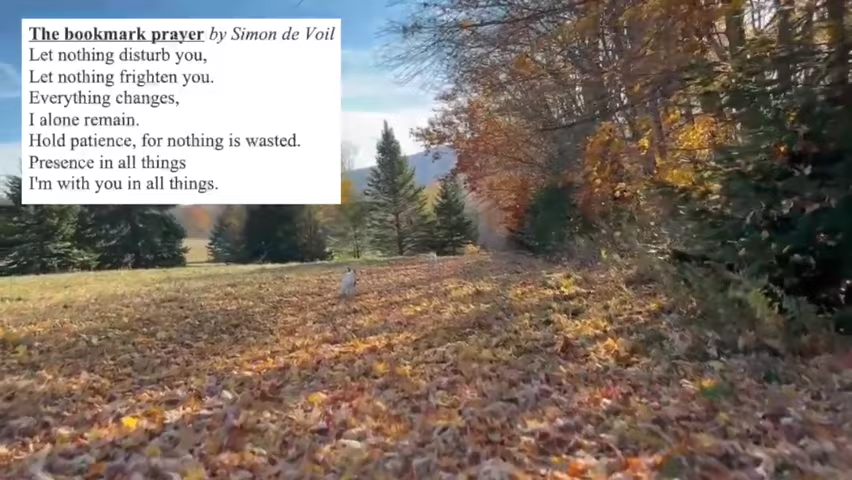 The bookmark prayer by Simon de Voil
Let nothing disturb you,
Let nothing frighten you.
Everything changes,
I alone remain.
Hold patience, for nothing is wasted.
Presence in all things
I'm with you in all things.